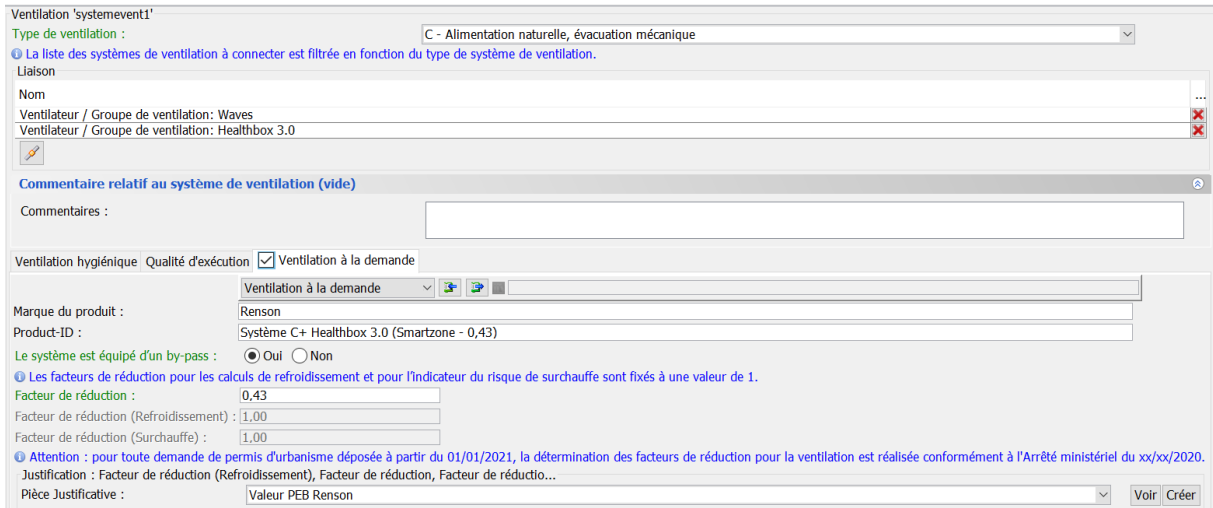 Ventilation 'systemevent1'
Type de ventilation : C - Alimentation naturelle, évacuation mécanique
La liste des systèmes de ventilation à connecter est filtrée en fonction du type de système de ventilation.
Liaison
Nom ...
Ventilateur / Groupe de ventilation: Waves
Ventilateur / Groupe de ventilation: Healthbox 3.0
Commentaire relatif au système de ventilation (vide)
Commentaires :
Ventilation hygiénique Qualité d'exécution Ventilation à la demande
Ventilation à la demande
Marque du produit : Renson
Product-ID : Système C+ Healthbox 3.0 (Smartzone - 0,43)
Le système est équipé d'un by-pass : Oui Non
Les facteurs de réduction pour les calculs de refroidissement et pour l'indicateur du risque de surchauffe sont fixés à une valeur de 1.
Facteur de réduction : 0,43
Facteur de réduction (Refroidissement) : 1,00
Facteur de réduction (Surchauffe) : 1,00
Attention : pour toute demande de permis d'urbanisme déposée à partir du 01/01/2021, la détermination des facteurs de réduction pour la ventilation est réalisée conformément à l'Arrêté ministériel du xx/xx/2020.
Justification : Facteur de réduction (Refroidissement), Facteur de réduction, Facteur de réductio...
Pièce Justificative : Valeur PEB Renson Voir Créer